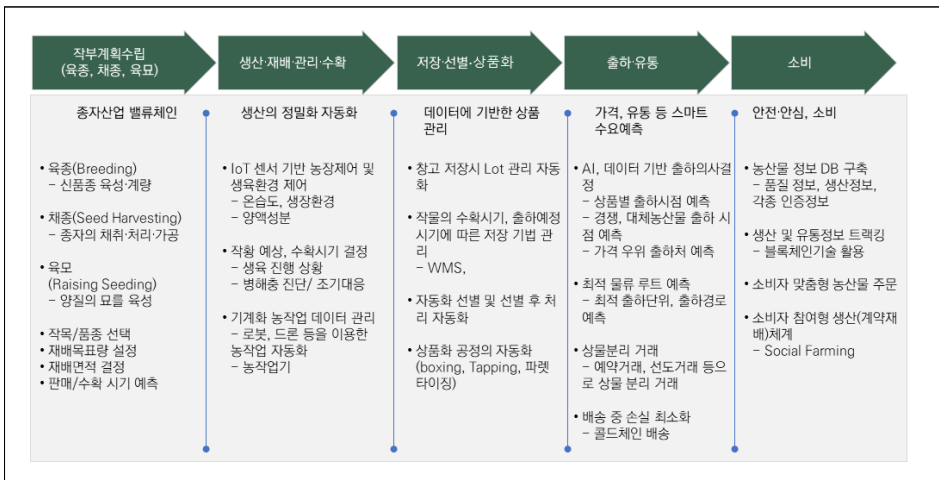 작부계획수립
(육종, 채종, 육묘)
생산·재배·관리·수확
저장·선별·상품화
출하·유통
소비
종자산업 밸류체인
• 육종(Breeding)
– 신품종 육성·계량
• 채종(Seed Harvesting)
– 종자의 채취·처리·가공
• 육모
(Raising Seeding)
– 양질의 묘를 육성
• 작목/품종 선택
• 재배목표량 설정
• 재배면적 결정
• 판매/수확 시기 예측
생산의 정밀화 자동화
• IoT 센서 기반 농장제어 및
생육환경 제어
– 온습도, 생장환경
– 양액성분
• 작황 예상, 수확시기 결정
– 생육 진행 상황
– 병해충 진단/ 조기대응
• 기계화 농작업 데이터 관리
– 로봇, 드론 등을 이용한
농작업 자동화
– 농작업기
데이터에 기반한 상품
관리
• 창고 저장시 Lot 관리 자동
화
• 작물의 수확시기, 출하예정
시기에 따른 저장 기법 관
리
– WMS,
• 자동화 선별 및 선별 후 처
리 자동화
• 상품화 공정의 자동화
(boxing, Tapping, 파렛
타이징)
가격, 유통 등 스마트
수요예측
• AI, 데이터 기반 출하의사결
정
– 상품별 출하시점 예측
– 경쟁, 대체농산물 출하 시
점 예측
– 가격 우위 출하처 예측
• 최적 물류 루트 예측
– 최적 출하단위, 출하경로
예측
• 상물분리 거래
– 예약거래, 선도거래 등으
로 상물 분리 거래
• 배송 중 손실 최소화
– 콜드체인 배송
안전·안심, 소비
• 농산물 정보 DB 구축
– 품질 정보, 생산정보,
각종 인증정보
• 생산 및 유통정보 트랙킹
– 블록체인기술 활용
• 소비자 맞춤형 농산물 주문
• 소비자 참여형 생산(계약재
배)체계
– Social Farming